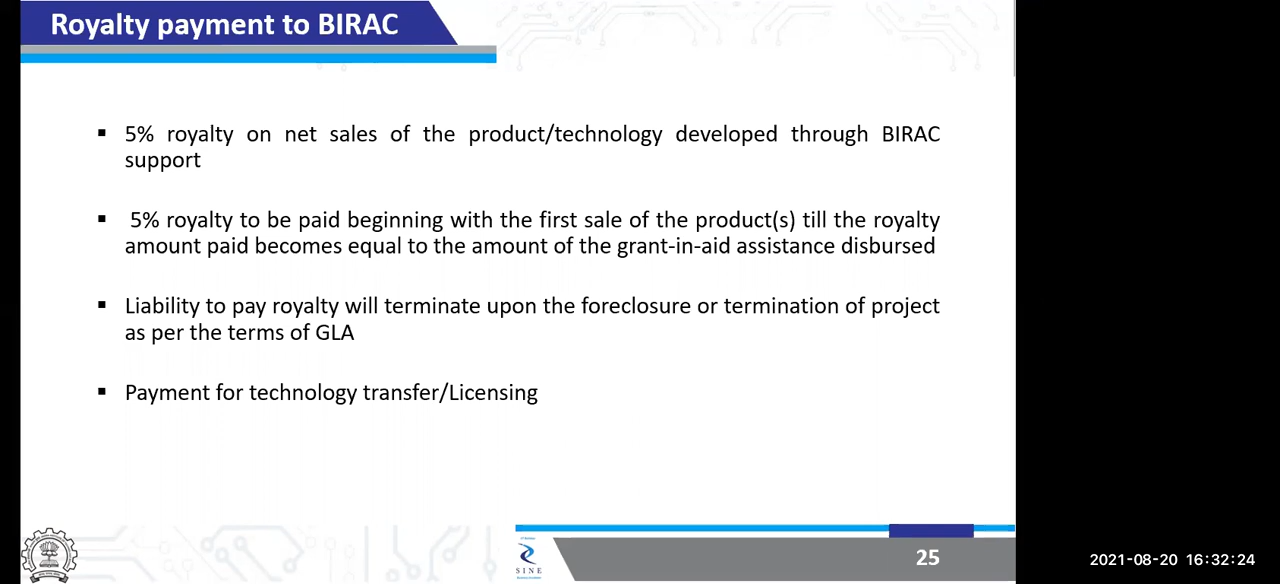 Royalty payment to BIRAC
▪ 5% royalty on net sales of the product/technology developed through BIRAC
support
▪ 5% royalty to be paid beginning with the first sale of the product(s) till the royalty
amount paid becomes equal to the amount of the grant-in-aid assistance disbursed
▪ Liability to pay royalty will terminate upon the foreclosure or termination of project
as per the terms of GLA
▪ Payment for technology transfer/Licensing
SINE
25
2021-08-20 16:32:24